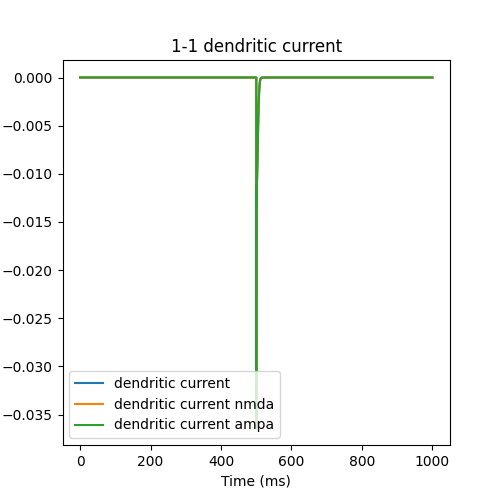 1-1 dendritic current
0.000
−0.005
−0.010
−0.015
−0.020
−0.025
−0.030
−0.035
dendritic current
dendritic current nmda
dendritic current ampa
0 200 400 600 800 1000
Time (ms)